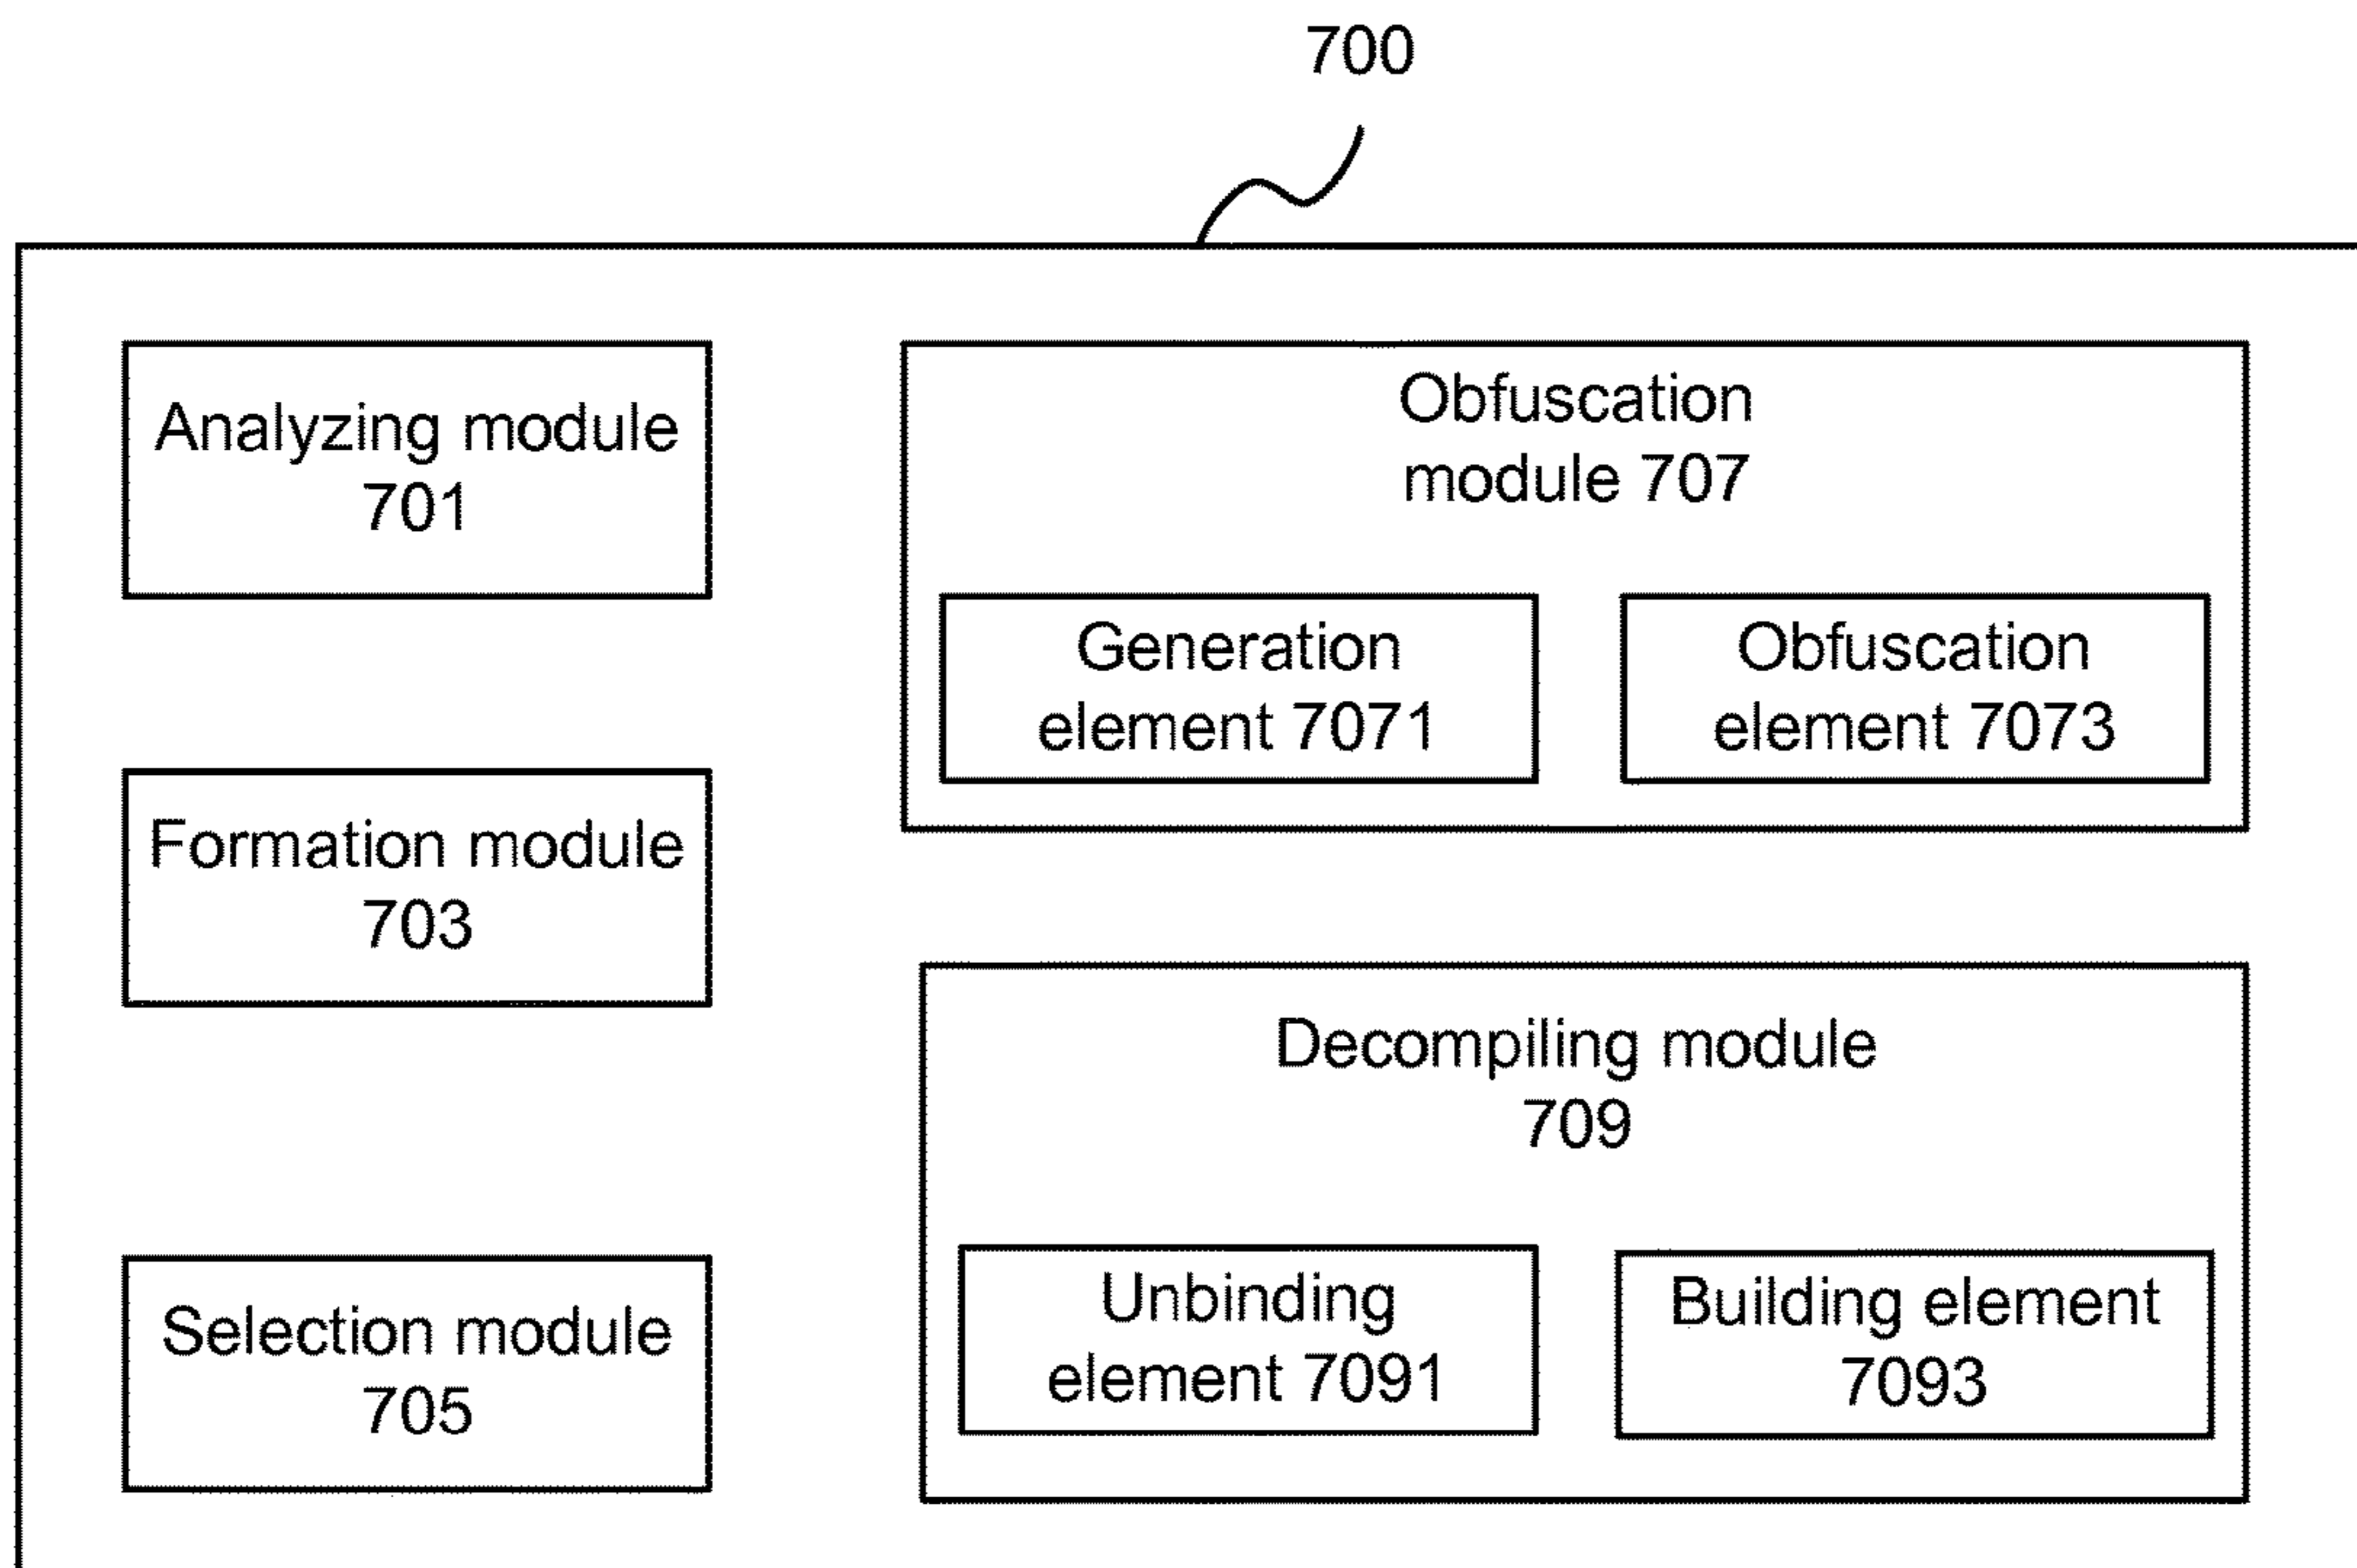 700
Analyzing module
701
Formation module
703
Selection module
705
Obfuscation
module 707
Generation
element 7071
Obfuscation
element 7073
Decompiling module
709
Unbinding
element 7091
Building element
7093